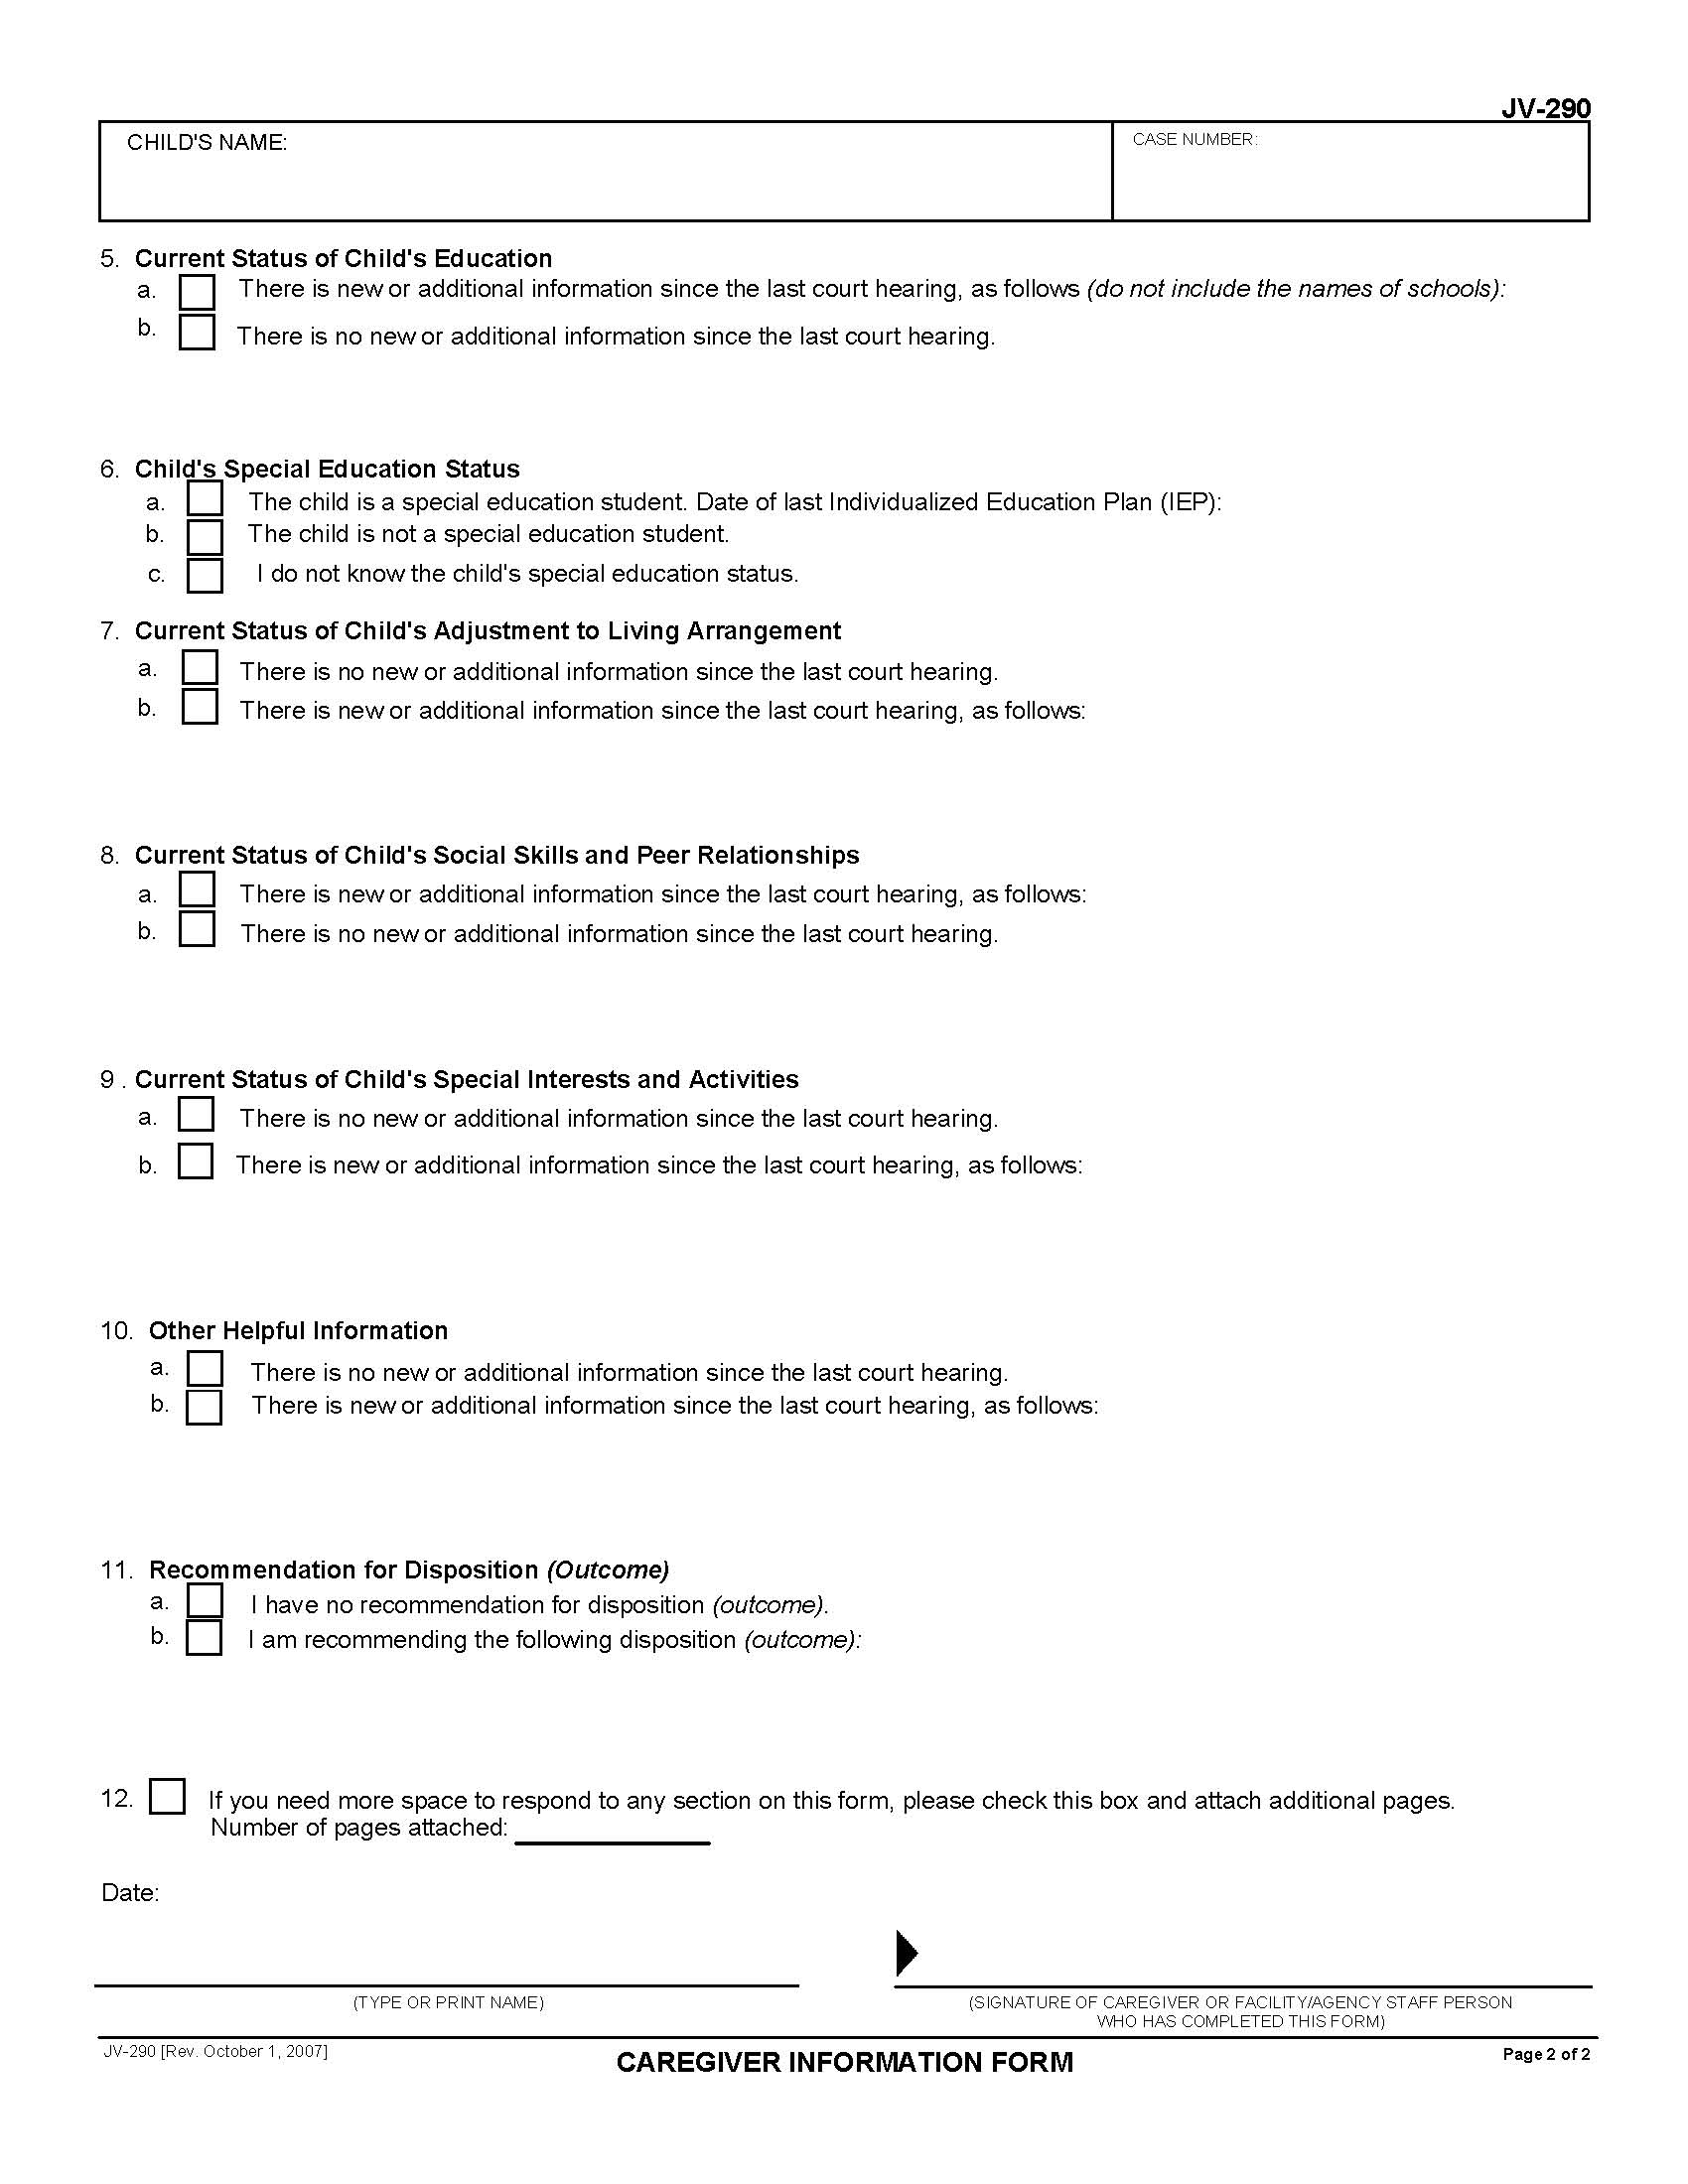 JV-290
CHILD'S NAME:
CASE NUMBER:
5. Current Status of Child's Education
a. There is new or additional information since the last court hearing, as follows (do not include the names of schools):
b. There is no new or additional information since the last court hearing.
6. Child's Special Education Status
a. The child is a special education student. Date of last Individualized Education Plan (IEP):
b. The child is not a special education student.
c. I do not know the child's special education status.
7. Current Status of Child's Adjustment to Living Arrangement
a. There is no new or additional information since the last court hearing.
b. There is new or additional information since the last court hearing, as follows:
8. Current Status of Child's Social Skills and Peer Relationships
a. There is new or additional information since the last court hearing, as follows:
b. There is no new or additional information since the last court hearing.
9 . Current Status of Child's Special Interests and Activities
a. There is no new or additional information since the last court hearing.
b. There is new or additional information since the last court hearing, as follows:
10. Other Helpful Information
a. There is no new or additional information since the last court hearing.
b. There is new or additional information since the last court hearing, as follows:
11. Recommendation for Disposition (Outcome)
a. I have no recommendation for disposition (outcome).
b. I am recommending the following disposition (outcome):
12. If you need more space to respond to any section on this form, please check this box and attach additional pages.
Number of pages attached:
Date:
(TYPE OR PRINT NAME)
(SIGNATURE OF CAREGIVER OR FACILITY/AGENCY STAFF PERSON
WHO HAS COMPLETED THIS FORM)
JV-290 [Rev. October 1, 2007]
CAREGIVER INFORMATION FORM
Page 2 of 2